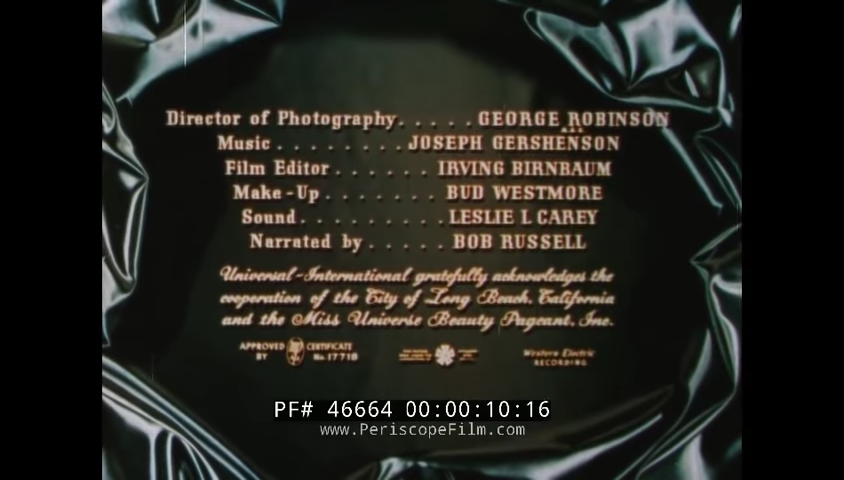 Director of Photography. . . . . GEORGE ROBINSON
A.S.C.
Music . . . . . . . . JOSEPH GERSHENSON
Film Editor . . . . . . IRVING BIRNBAUM
Make-Up . . . . . . . BUD WESTMORE
Sound . . . . . . . . . LESLIE I. CAREY
Narrated by . . . . . BOB RUSSELL
Universal-International gratefully acknowledges the
cooperation of the City of Long Beach, California
and the Miss Universe Beauty Pageant, Inc.
APPROVED BY CERTIFICATE No. 17718
Western Electric
RECORDING
PF# 46664 00:00:10:16
www.PeriscopeFilm.com